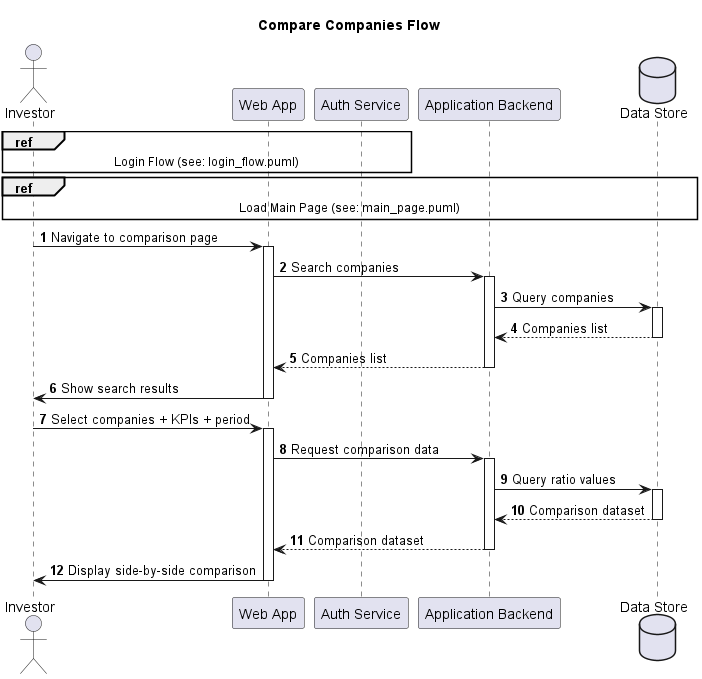 Compare Companies Flow
Investor
Web App
Auth Service
Application Backend
Data Store
ref
Login Flow (see: login_flow.puml)
ref
Load Main Page (see: main_page.puml)
1 Navigate to comparison page
2 Search companies
3 Query companies
4 Companies list
5 Companies list
6 Show search results
7 Select companies + KPIs + period
8 Request comparison data
9 Query ratio values
10 Comparison dataset
11 Comparison dataset
12 Display side-by-side comparison
Investor
Web App
Auth Service
Application Backend
Data Store